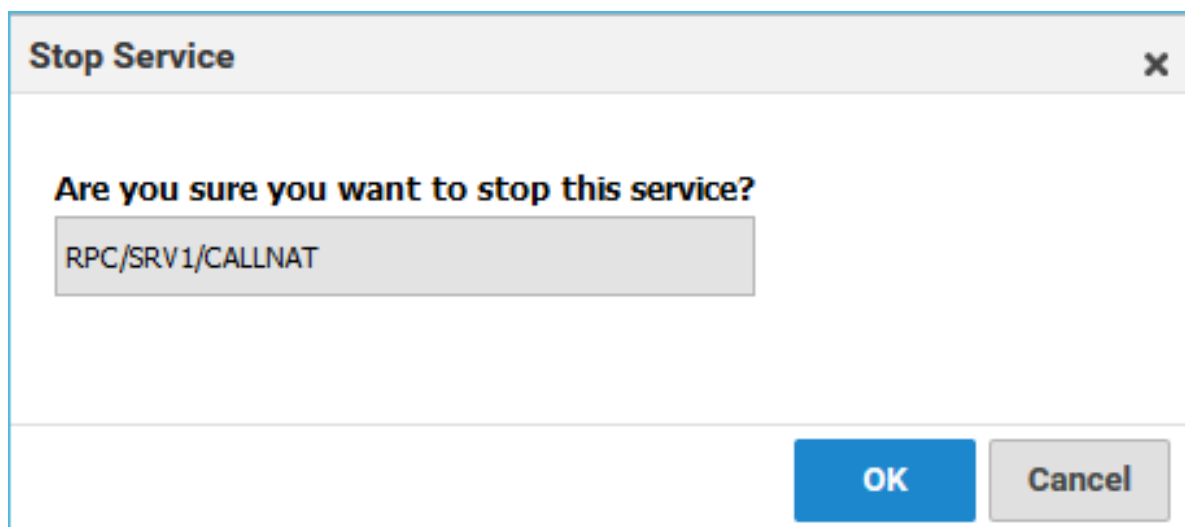 Stop Service
Are you sure you want to stop this service?
RPC/SRV1/CALLNAT
OK Cancel